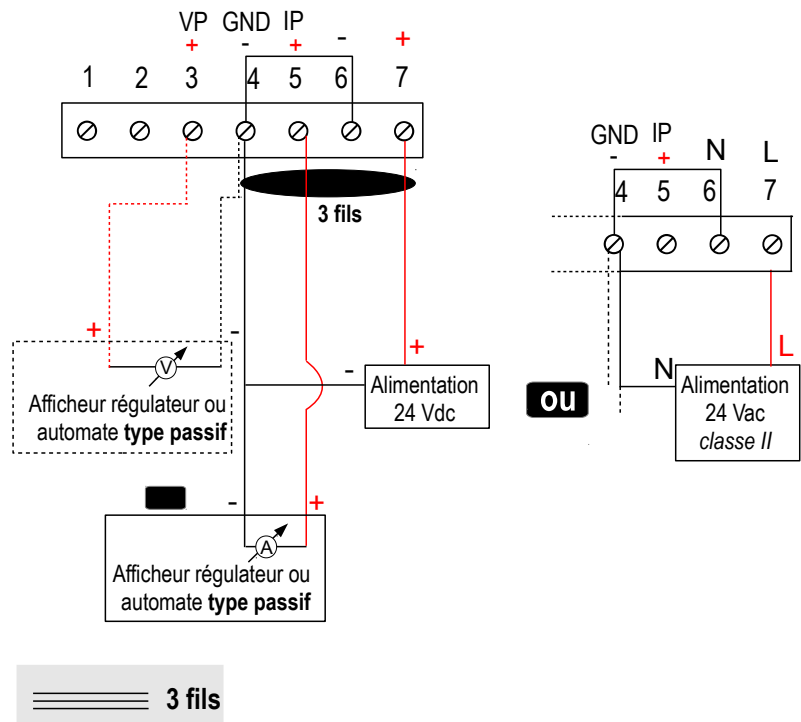 VP GND IP
+ - + - +
1 2 3 4 5 6 7
3 fils
+ -
V
Afficheur régulateur ou
automate type passif
- +
Alimentation
24 Vdc
- +
A
Afficheur régulateur ou
automate type passif
3 fils
ou
GND IP N L
- +
4 5 6 7
N L
Alimentation
24 Vac
classe II